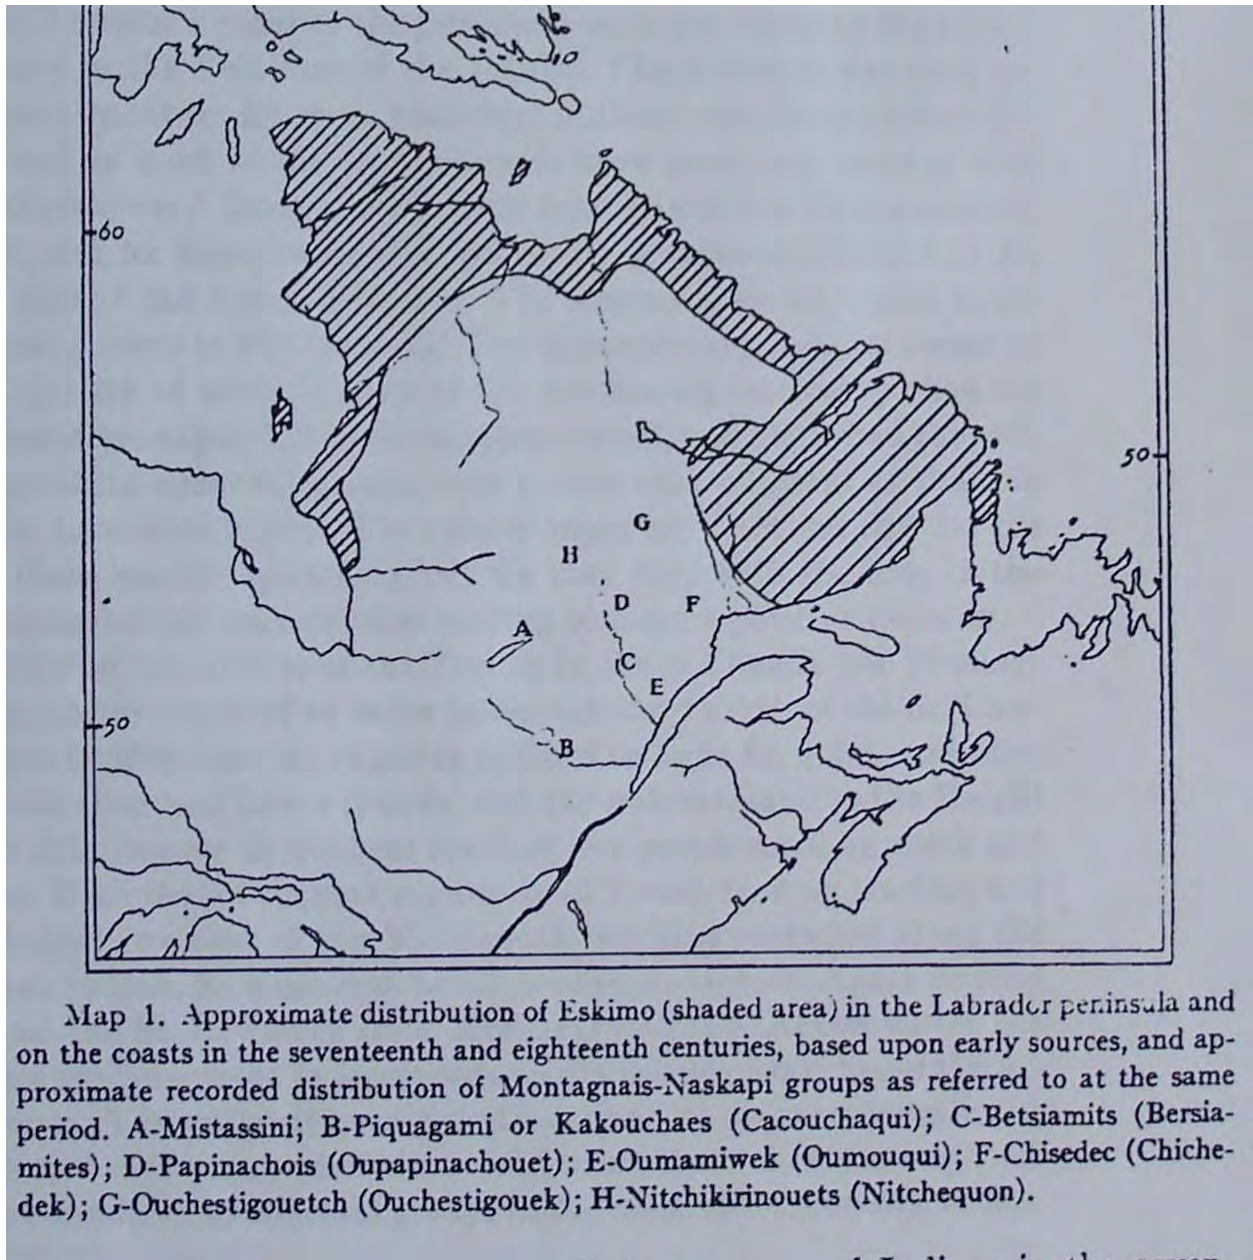 60
50
G
H
D
F
A
C
E
50
B
Map 1. Approximate distribution of Eskimo (shaded area) in the Labrador peninsula and
on the coasts in the seventeenth and eighteenth centuries, based upon early sources, and ap-
proximate recorded distribution of Montagnais-Naskapi groups as referred to at the same
period. A-Mistassini; B-Piquagami or Kakouchaes (Cacouchaqui); C-Betsiamits (Bersia-
mites); D-Papinachois (Oupapinachouet); E-Oumamiwek (Oumouqui); F-Chisedec (Chiche-
dek); G-Ouchestigouetch (Ouchestigouek); H-Nitchikirinouets (Nitchequon).